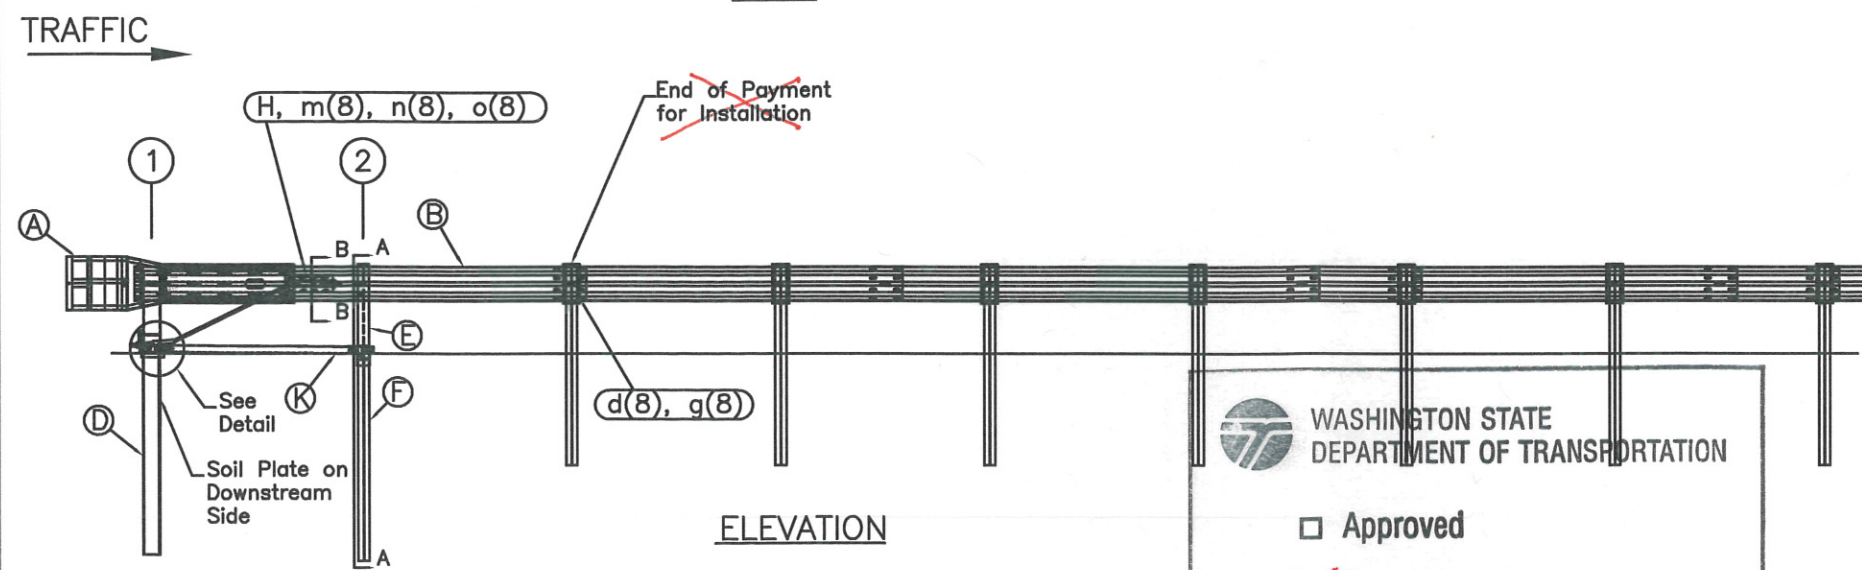 TRAFFIC
H, m(8), n(8), o(8)
End of Payment
for Installation
1
2
A
B
B
A
B
E
K
F
D
See
Detail
d(8), g(8)
Soil Plate on
Downstream
Side
ELEVATION
A
WASHINGTON STATE
DEPARTMENT OF TRANSPORTATION
Approved